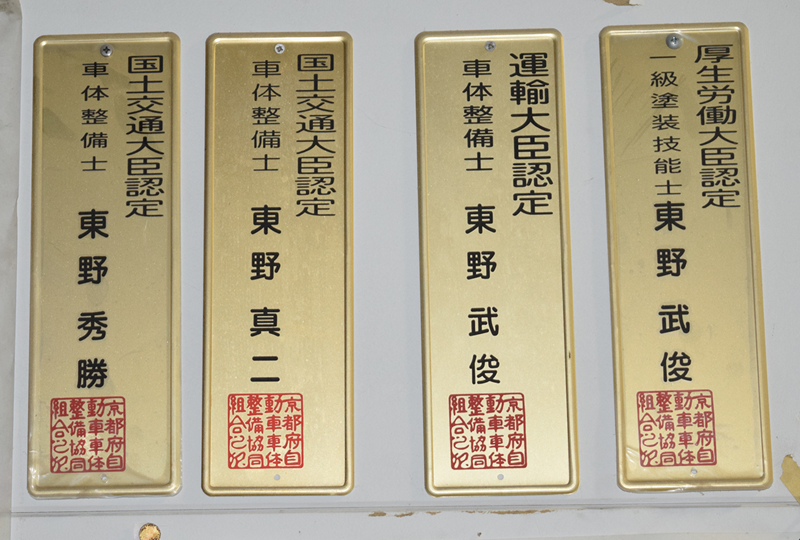 厚生労働大臣認定
一級塗装技能士 東野武俊
京都府自
動車車体
整備協同
組合之印
運輸大臣認定
車体整備士 東野武俊
京都府自
動車車体
整備協同
組合之印
国土交通大臣認定
車体整備士 東野真二
京都府自
動車車体
整備協同
組合之印
国土交通大臣認定
車体整備士 東野秀勝
京都府自
動車車体
整備協同
組合之印